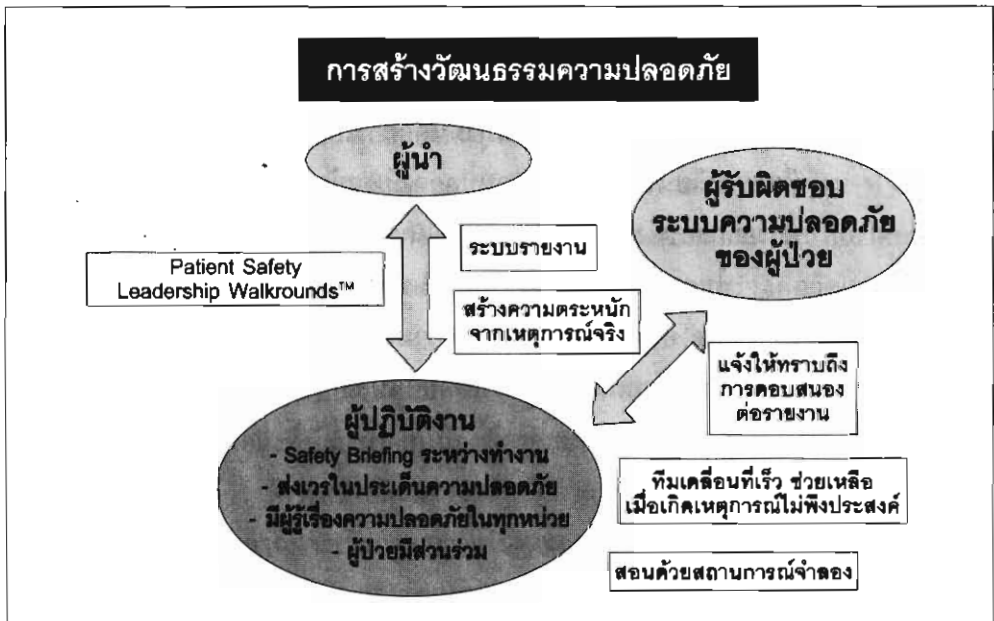 การสร้างวัฒนธรรมความปลอดภัย
ผู้นำ
ผู้รับผิดชอบ
ระบบความปลอดภัย
ของผู้ป่วย
ระบบรายงาน
Patient Safety
Leadership Walkrounds™
สร้างความตระหนัก
จากเหตุการณ์จริง
แจ้งให้ทราบถึง
การตอบสนอง
ต่อรายงาน
ผู้ปฏิบัติงาน
- Safety Briefing ระหว่างทำงาน
- ส่งเวรในประเด็นความปลอดภัย
- มีผู้รู้เรื่องความปลอดภัยในทุกหน่วย
- ผู้ป่วยมีส่วนร่วม
ทีมเคลื่อนที่เร็ว ช่วยเหลือ
เมื่อเกิดเหตุการณ์ไม่พึงประสงค์
สอนด้วยสถานการณ์จำลอง